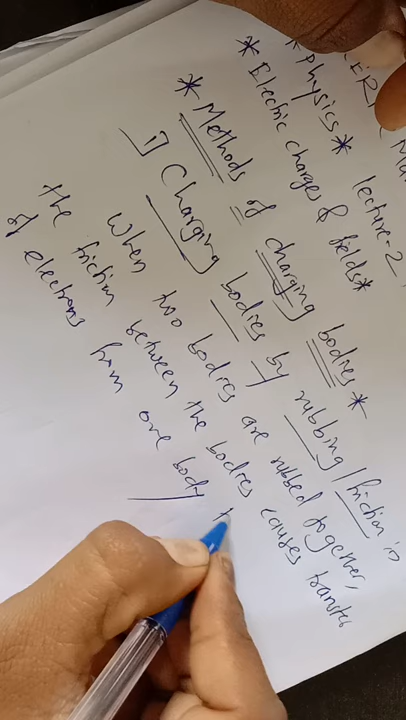 *Physics* lecture-2
*Electric charges & fields*
*Methods of charging bodies*
1] Charging bodies by rubbing/friction:
When two bodies are rubbed together,
the friction between the bodies causes transfer
of electrons from one body t